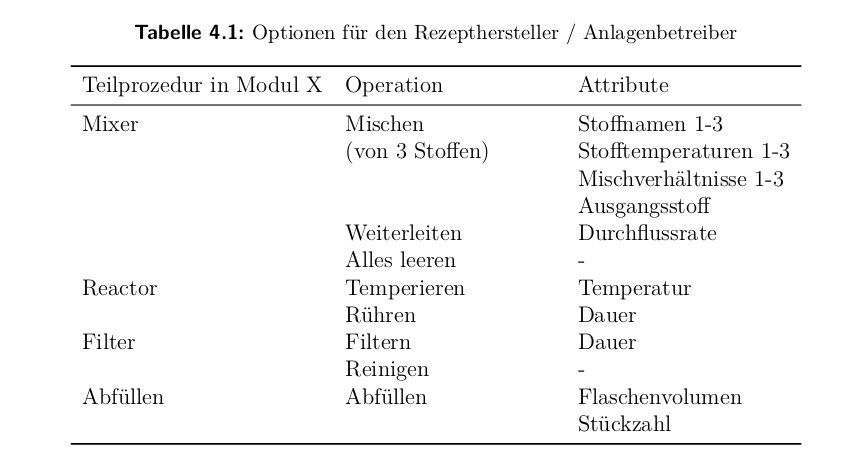 Tabelle 4.1: Optionen für den Rezepthersteller / Anlagenbetreiber
Teilprozedur in Modul X Operation Attribute
Mixer Mischen Stoffnamen 1-3
(von 3 Stoffen) Stofftemperaturen 1-3
Mischverhältnisse 1-3
Ausgangsstoff
Weiterleiten Durchflussrate
Alles leeren -
Reactor Temperieren Temperatur
Rühren Dauer
Filter Filtern Dauer
Reinigen -
Abfüllen Abfüllen Flaschenvolumen
Stückzahl